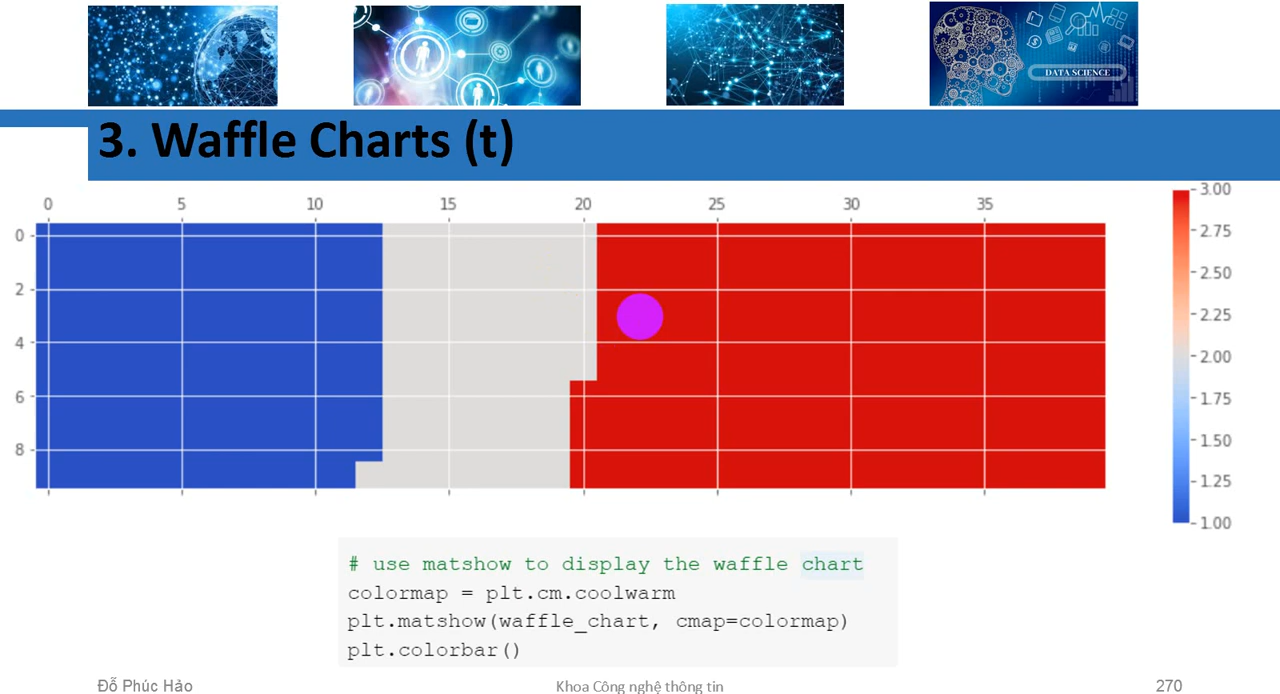 DATA SCIENCE
3. Waffle Charts (t)
0 5 10 15 20 25 30 35
0
2
4
6
8
3.00
2.75
2.50
2.25
2.00
1.75
1.50
1.25
1.00
# use matshow to display the waffle chart
colormap = plt.cm.coolwarm
plt.matshow(waffle_chart, cmap=colormap)
plt.colorbar()
Đỗ Phúc Hảo Khoa Công nghệ thông tin 270